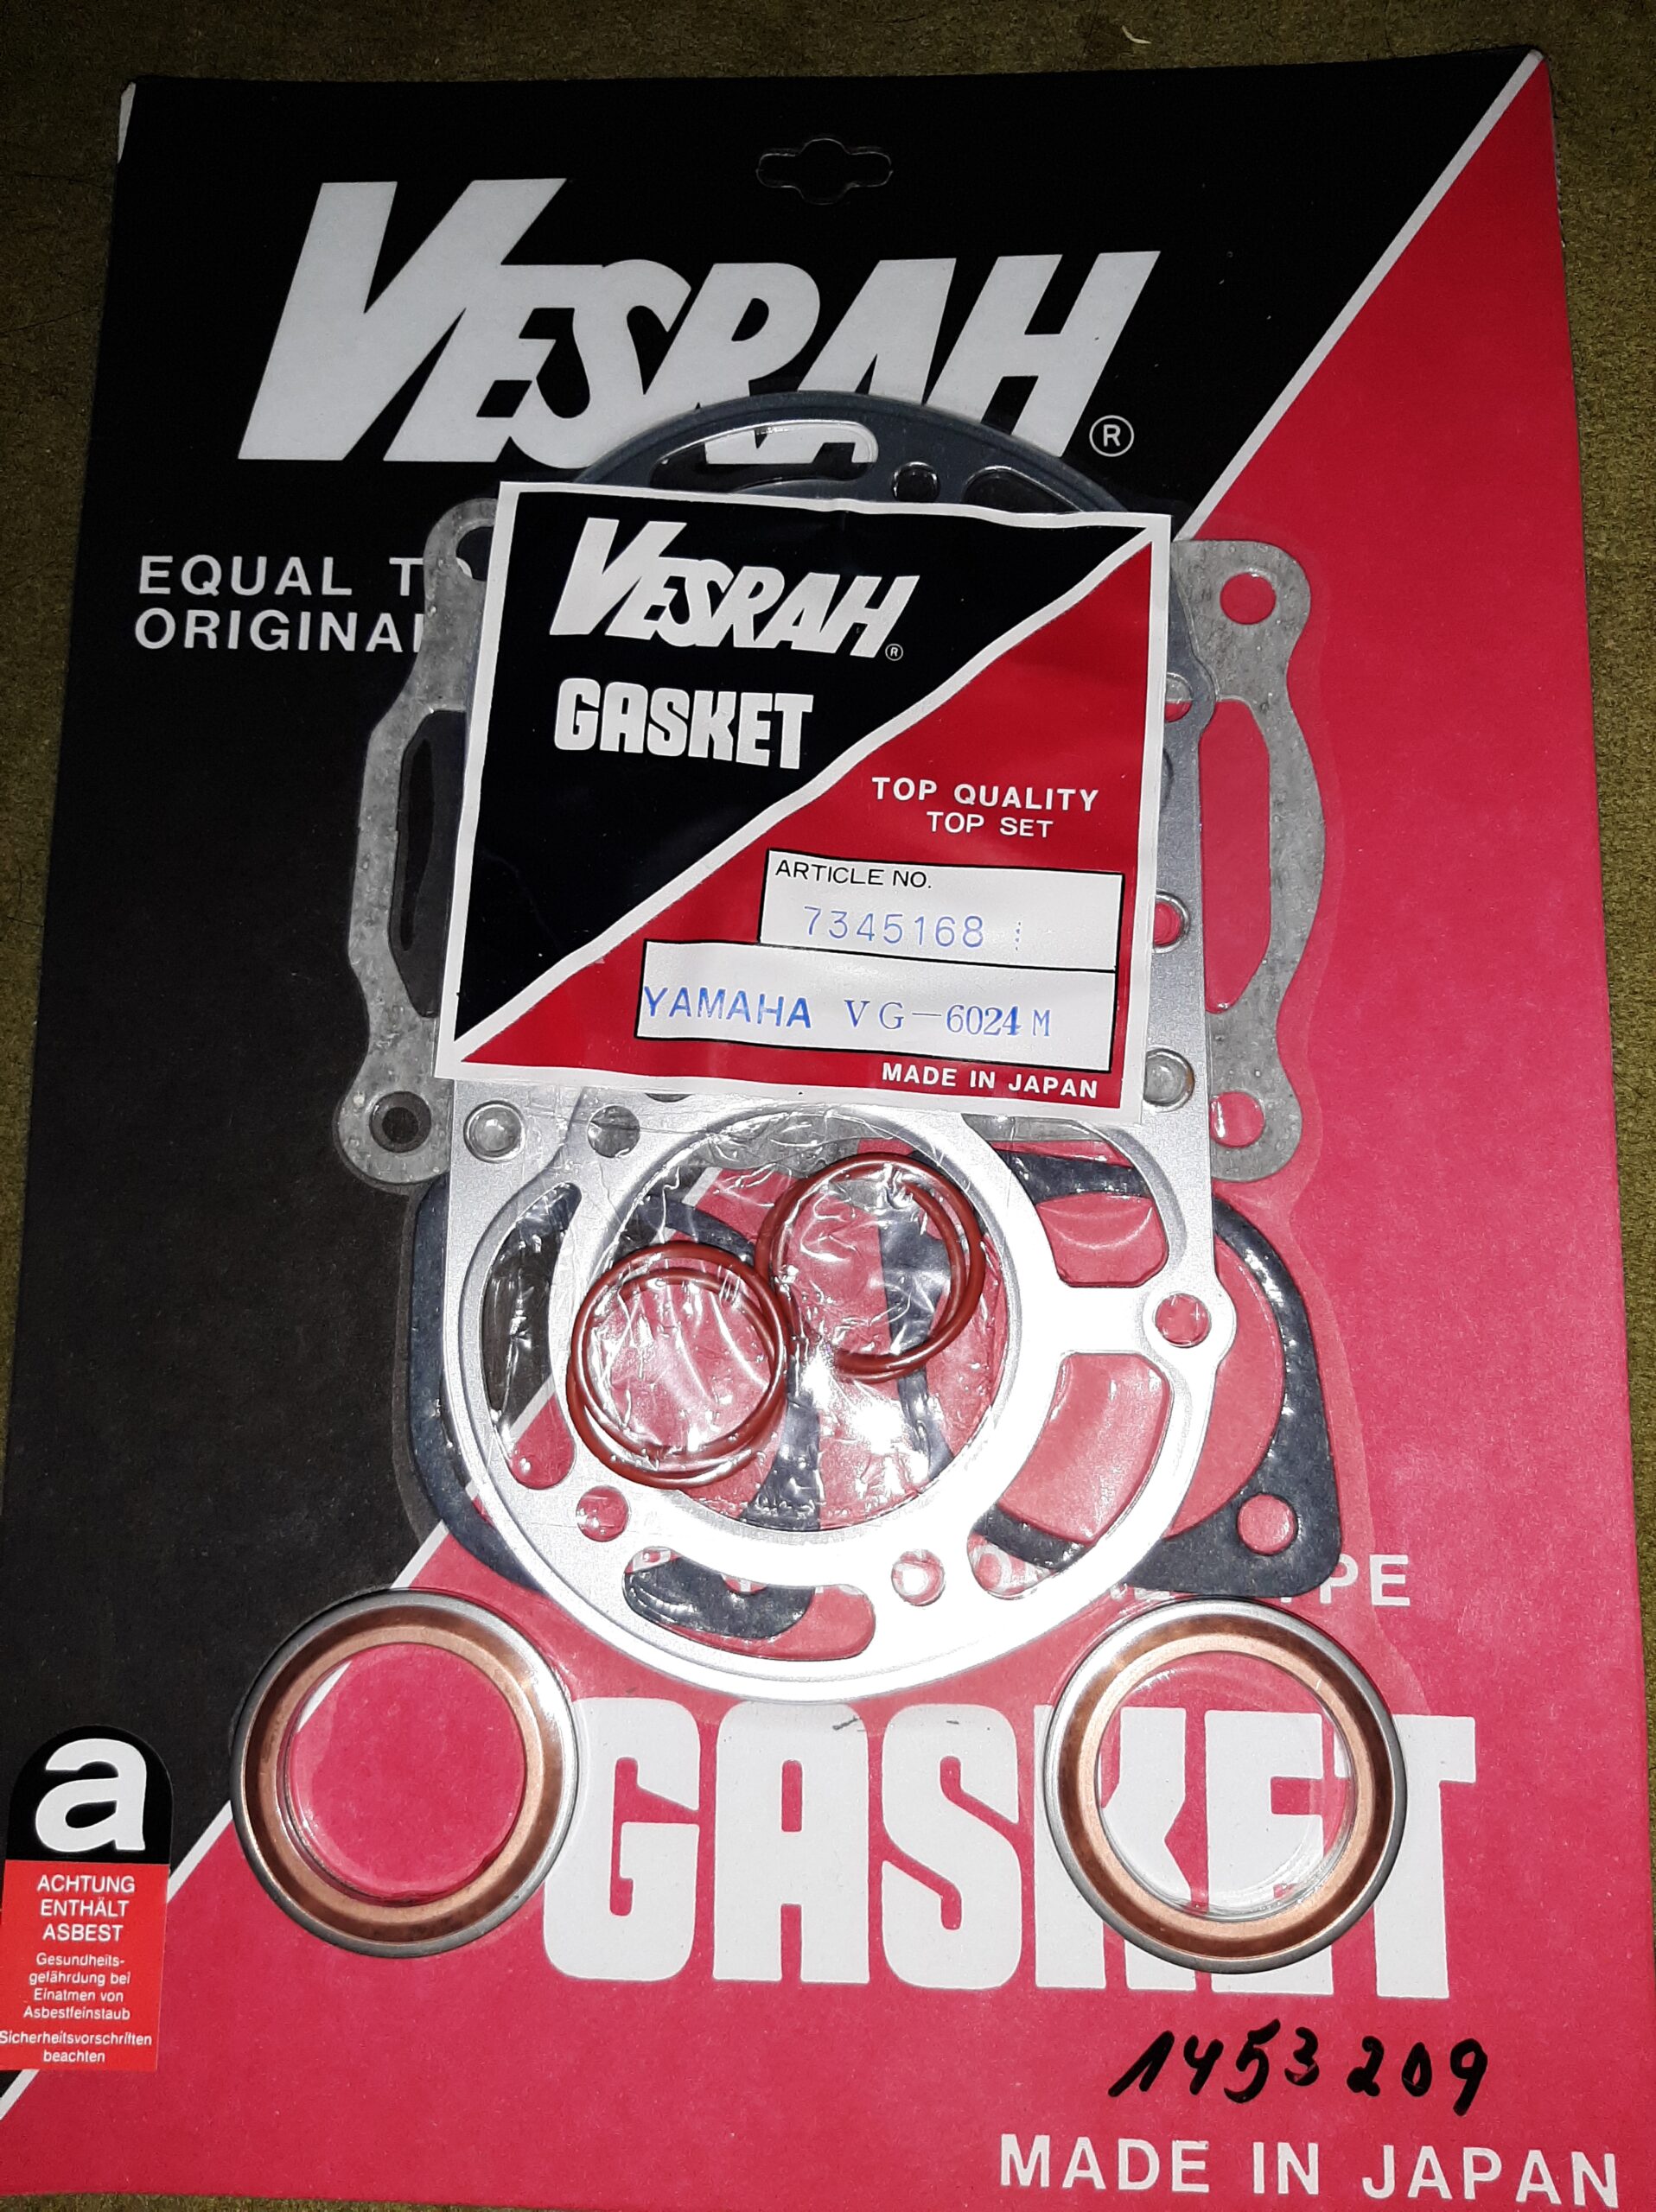 VESRAH®
EQUAL TO
ORIGINAL
VESRAH®
GASKET
TOP QUALITY
TOP SET
ARTICLE NO.
7345168
YAMAHA VG-6024 M
MADE IN JAPAN
GASKET
a
ACHTUNG
ENTHÄLT
ASBEST
Gesundheits-
gefährdung bei
Einatmen von
Asbestfeinstaub
Sicherheitsvorschriften
beachten
1453209
MADE IN JAPAN